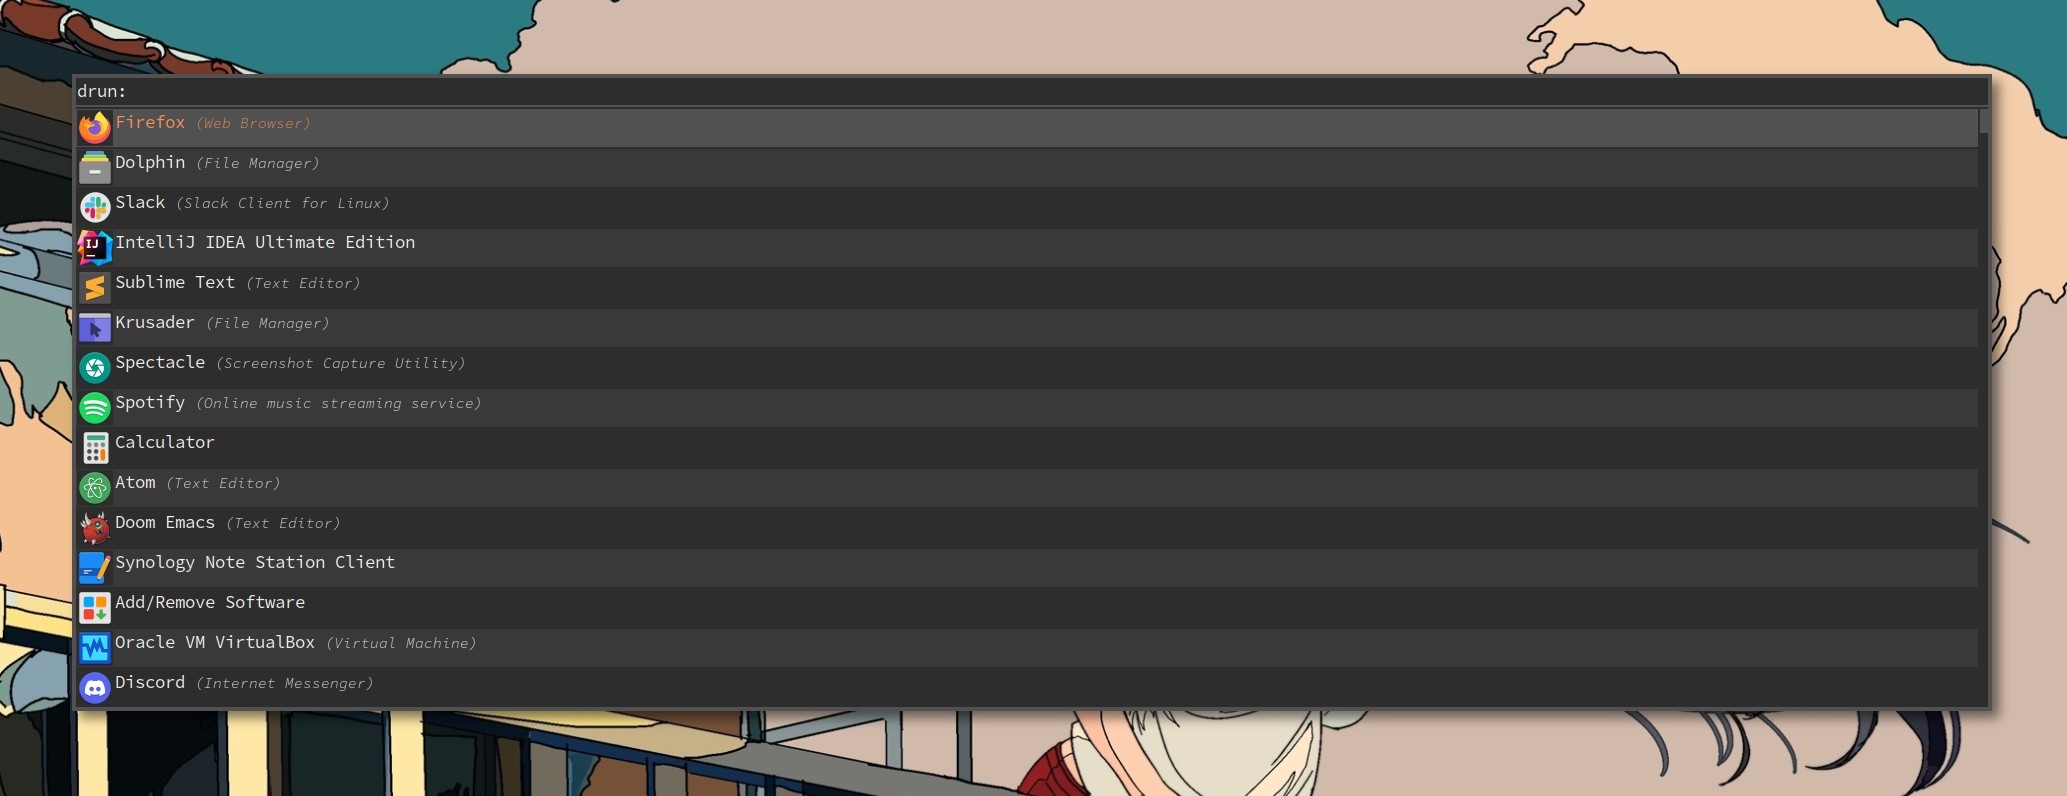 drun:
Firefox (Web Browser)
Dolphin (File Manager)
Slack (Slack Client for Linux)
IJ IntelliJ IDEA Ultimate Edition
Sublime Text (Text Editor)
Krusader (File Manager)
Spectacle (Screenshot Capture Utility)
Spotify (Online music streaming service)
Calculator
Atom (Text Editor)
Doom Emacs (Text Editor)
Synology Note Station Client
Add/Remove Software
Oracle VM VirtualBox (Virtual Machine)
Discord (Internet Messenger)